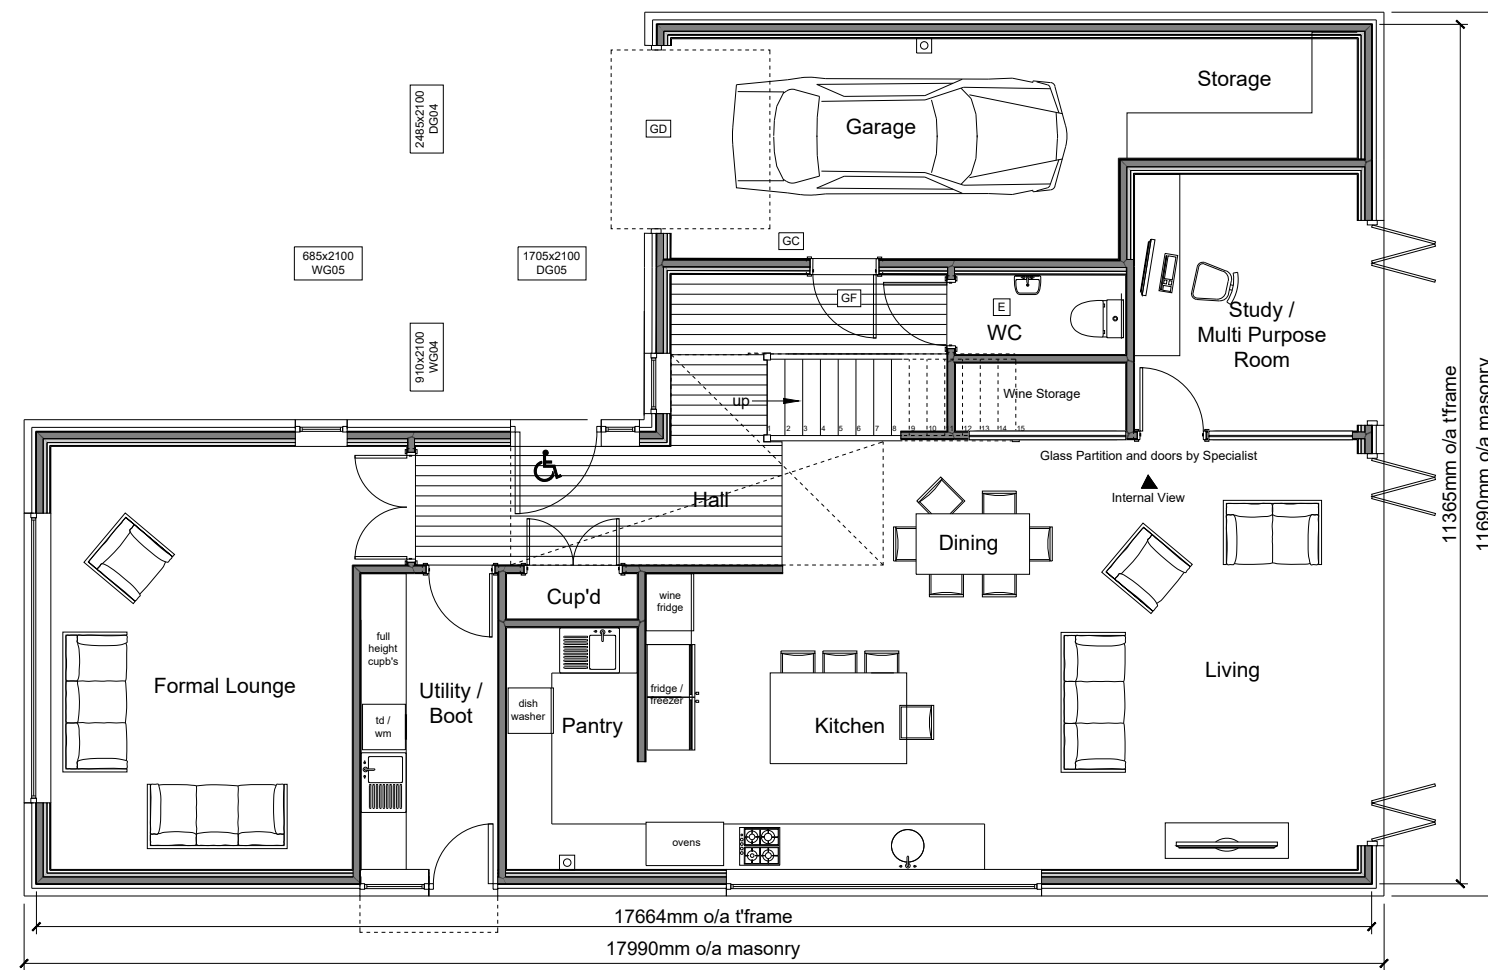 2485x2100
DG04
GD
Garage
Storage
685x2100
WG05
1705x2100
DG05
GC
GF
E
WC
Study /
Multi Purpose
Room
910x2100
WG04
up
Wine Storage
1 2 3 4 5 6 7 8 9 10 11 12 13 14 15
Glass Partition and doors by Specialist
Internal View
Hall
Dining
11365mm o/a t'frame
11690mm o/a masonry
Cup'd
wine
fridge
full
height
cupb's
Formal Lounge
Utility /
Boot
td /
wm
dish
washer
Pantry
fridge /
freezer
Kitchen
Living
ovens
17664mm o/a t'frame
17990mm o/a masonry